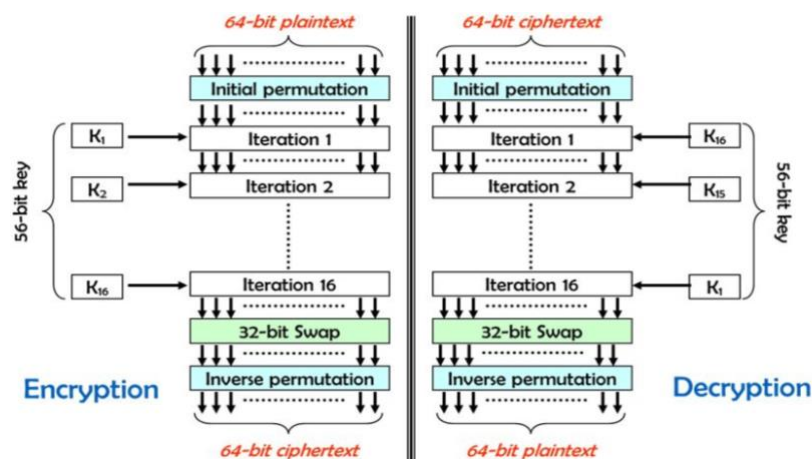 64-bit plaintext
Initial permutation
K1
Iteration 1
K2
Iteration 2
56-bit key
K16
Iteration 16
32-bit Swap
Inverse permutation
Encryption
64-bit ciphertext
64-bit ciphertext
Initial permutation
Iteration 1
K16
Iteration 2
K15
56-bit key
Iteration 16
K1
32-bit Swap
Inverse permutation
Decryption
64-bit plaintext